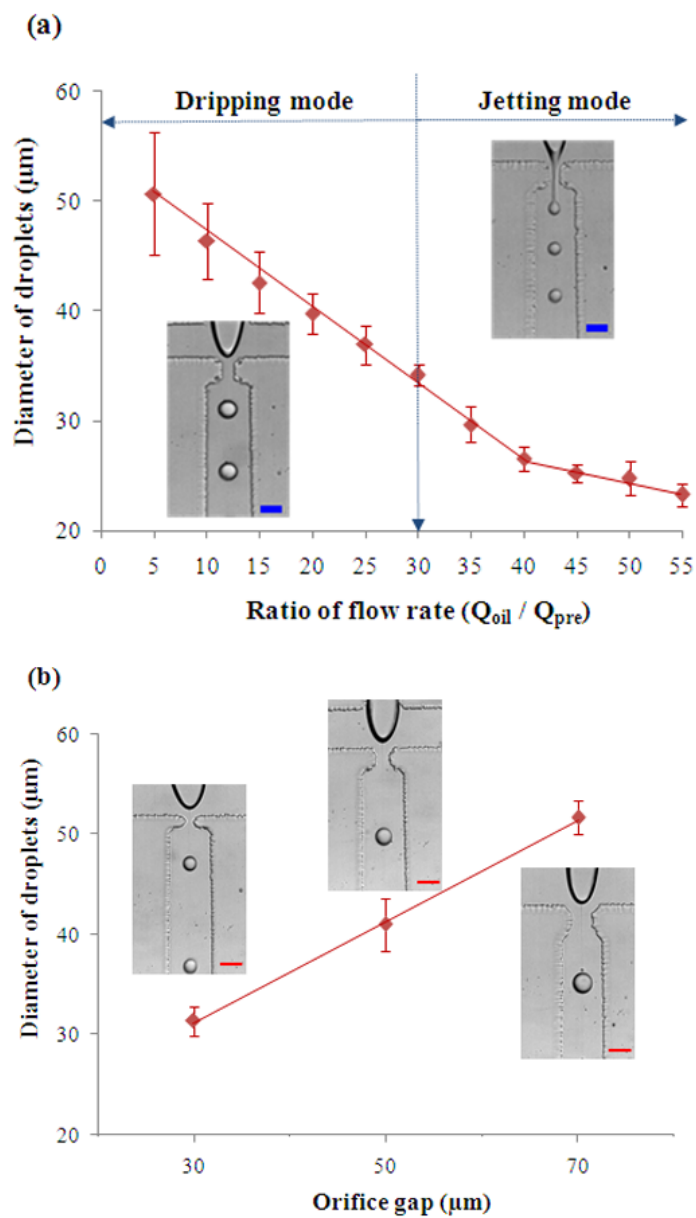 (a)
60
50
40
30
20
Diameter of droplets (μm)
Dripping mode
Jetting mode
0 5 10 15 20 25 30 35 40 45 50 55
Ratio of flow rate (Qoil / Qpre)
(b)
60
50
40
30
20
Diameter of droplets (μm)
30 50 70
Orifice gap (μm)